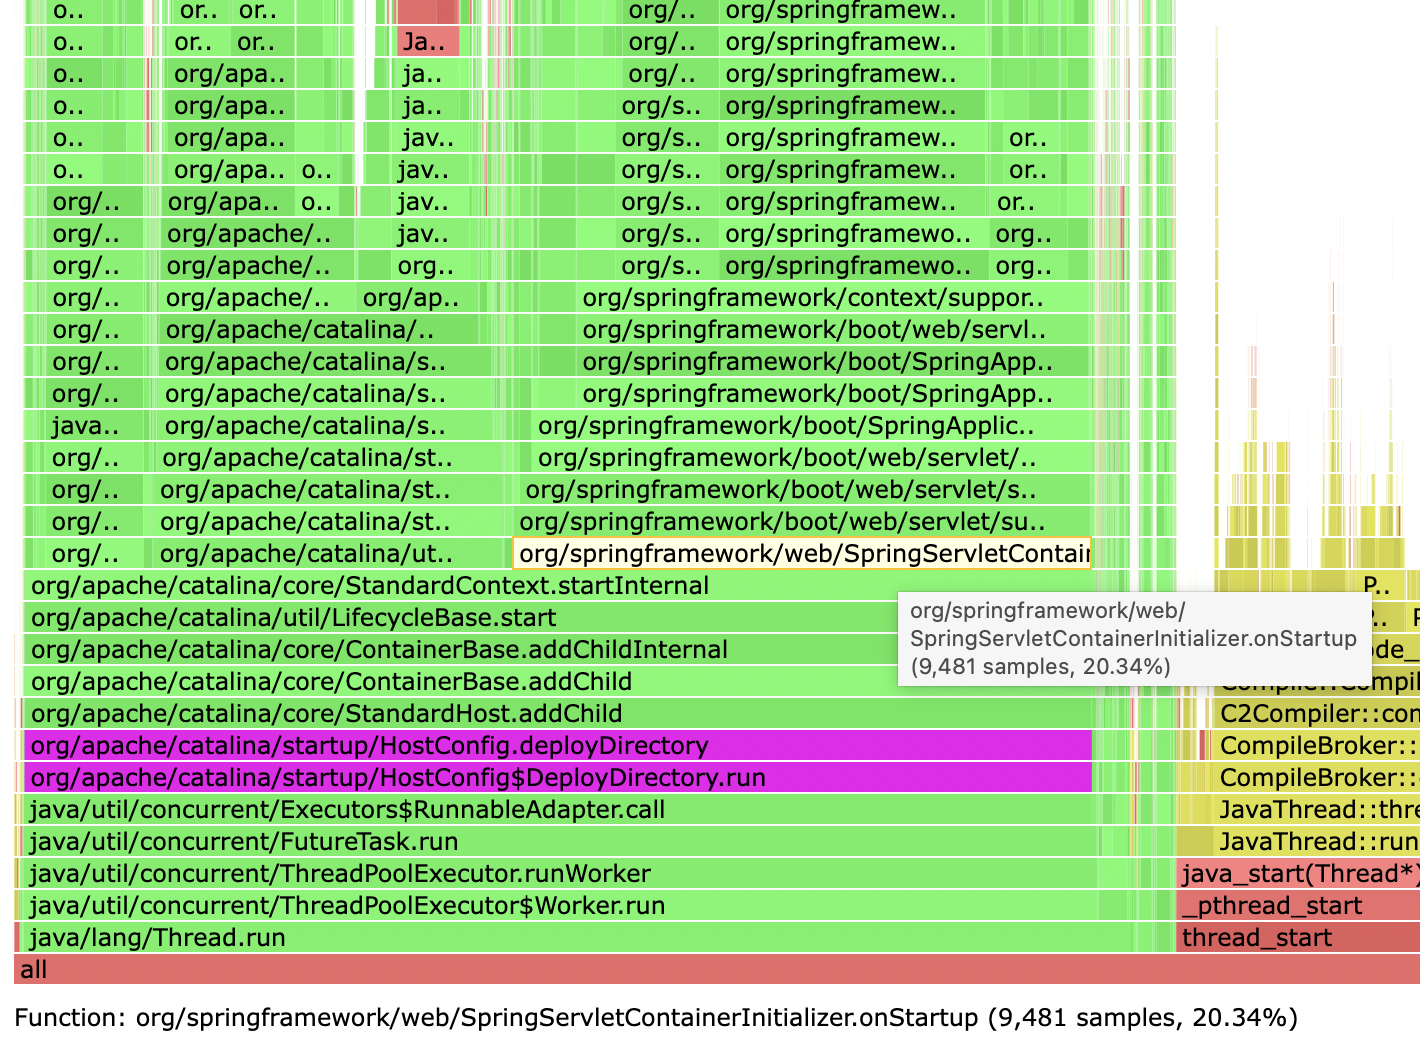 o.. or.. or.. org/.. org/springframew..
o.. or.. or.. Ja.. org/.. org/springframew..
o.. org/apa.. ja.. org/.. org/springframew..
o.. org/apa.. ja.. org/s.. org/springframew..
o.. org/apa.. jav.. org/s.. org/springframew.. or..
o.. org/apa.. o.. jav.. org/s.. org/springframew.. or..
org/.. org/apa.. o.. jav.. org/s.. org/springframew.. or..
org/.. org/apache/.. jav.. org/s.. org/springframewo.. org..
org/.. org/apache/.. org.. org/s.. org/springframewo.. org..
org/.. org/apache/.. org/ap.. org/springframework/context/suppor..
org/.. org/apache/catalina/.. org/springframework/boot/web/servl..
org/.. org/apache/catalina/s.. org/springframework/boot/SpringApp..
org/.. org/apache/catalina/s.. org/springframework/boot/SpringApp..
java.. org/apache/catalina/s.. org/springframework/boot/SpringApplic..
org/.. org/apache/catalina/st.. org/springframework/boot/web/servlet/..
org/.. org/apache/catalina/st.. org/springframework/boot/web/servlet/s..
org/.. org/apache/catalina/st.. org/springframework/boot/web/servlet/su..
org/.. org/apache/catalina/ut.. org/springframework/web/SpringServletContai
org/apache/catalina/core/StandardContext.startInternal P..
org/apache/catalina/util/LifecycleBase.start
org/apache/catalina/core/ContainerBase.addChildInternal
org/springframework/web/
SpringServletContainerInitializer.onStartup
(9,481 samples, 20.34%)
org/apache/catalina/core/ContainerBase.addChild
org/apache/catalina/core/StandardHost.addChild C2Compiler::con
org/apache/catalina/startup/HostConfig.deployDirectory CompileBroker::
org/apache/catalina/startup/HostConfig$DeployDirectory.run CompileBroker::
java/util/concurrent/Executors$RunnableAdapter.call JavaThread::thre
java/util/concurrent/FutureTask.run JavaThread::run
java/util/concurrent/ThreadPoolExecutor.runWorker java_start(Thread*)
java/util/concurrent/ThreadPoolExecutor$Worker.run _pthread_start
java/lang/Thread.run thread_start
all
Function: org/springframework/web/SpringServletContainerInitializer.onStartup (9,481 samples, 20.34%)